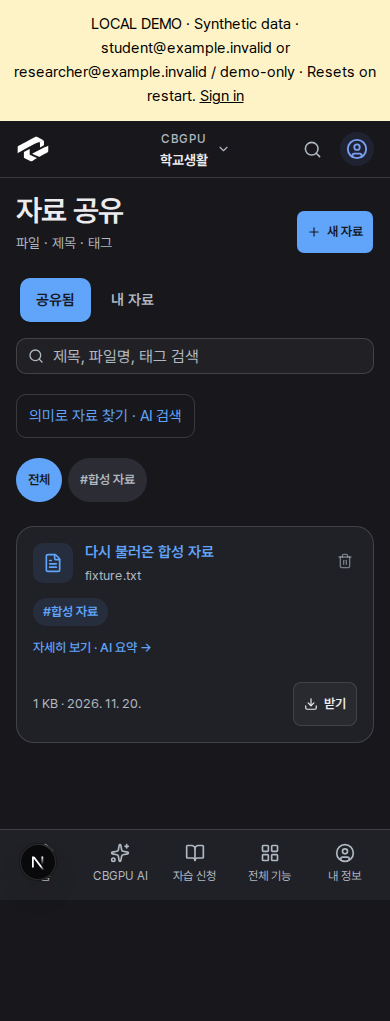 LOCAL DEMO · Synthetic data ·
student@example.invalid or
researcher@example.invalid / demo-only · Resets on
restart. Sign in
CBGPU
학교생활
자료 공유
파일 · 제목 · 태그
새 자료
공유됨
내 자료
제목, 파일명, 태그 검색
의미로 자료 찾기 · AI 검색
전체
#합성 자료
다시 불러온 합성 자료
fixture.txt
#합성 자료
자세히 보기 · AI 요약 →
1 KB · 2026. 11. 20.
받기
N
CBGPU AI
자습 신청
전체 기능
내 정보